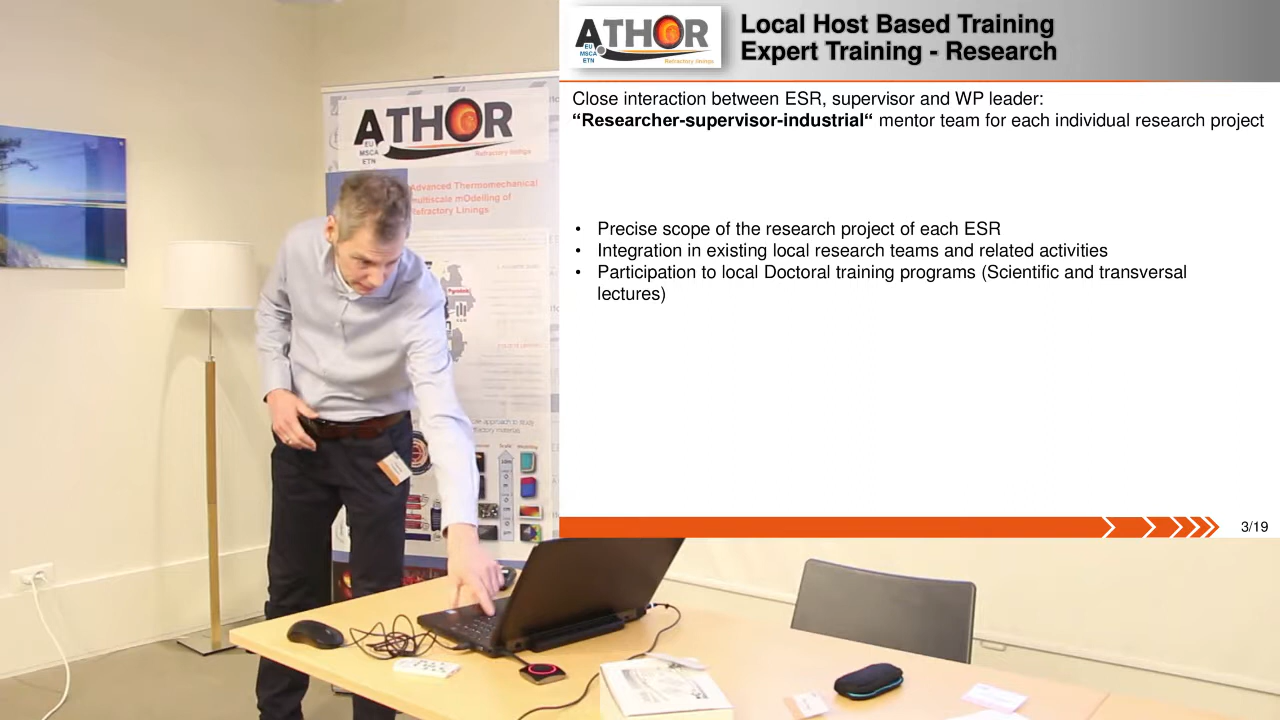 ATHOR
EU
MSCA
ETN
Refractory linings
Local Host Based Training
Expert Training - Research
Close interaction between ESR, supervisor and WP leader:
“Researcher-supervisor-industrial“ mentor team for each individual research project
• Precise scope of the research project of each ESR
• Integration in existing local research teams and related activities
• Participation to local Doctoral training programs (Scientific and transversal
lectures)
3/19
ATHOR
EU
MSCA
ETN
Refractory linings
Advanced Thermomechanical
multiscale mOdelling of
Refractory Linings